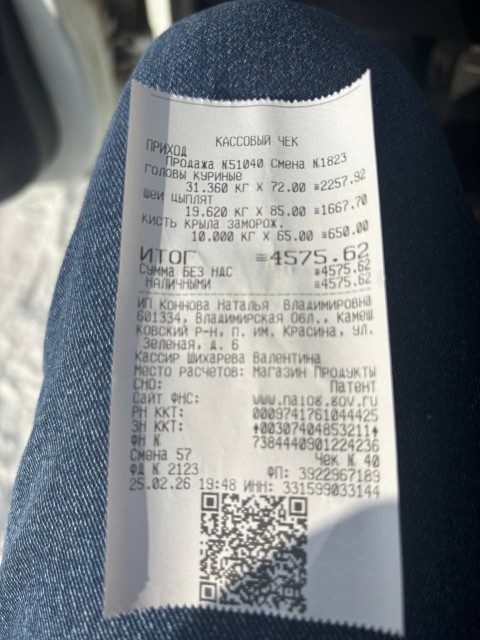 КАССОВЫЙ ЧЕК
ПРИХОД
Продажа №51040 Смена №1823
ГОЛОВЫ КУРИНЫЕ
31.360 КГ X 72.00 ≡2257.92
ШЕИ ЦЫПЛЯТ
19.620 КГ X 85.00 ≡1667.70
КИСТЬ КРЫЛА ЗАМОРОЖ.
10.000 КГ X 65.00 ≡650.00
ИТОГ ≡4575.62
Сумма БЕЗ НДС ≡4575.62
НАЛИЧНЫМИ ≡4575.62
ИП Коннова Наталья Владимировна
601334, Владимирская Обл., Камеш
ковский Р-н, п. им. Красина, ул.
Зеленая, д. 6
Кассир Шихарева Валентина
Место расчетов: Магазин Продукты
СНО: Патент
Сайт ФНС: www.nalog.gov.ru
РН ККТ: 0009741761044425
ЗН ККТ: ♦00307404853211♦
ФН № 7384440901224236
Смена 57 Чек № 40
ФД № 2123 ФП: 3922967189
25.02.26 19:48 ИНН: 331599033144